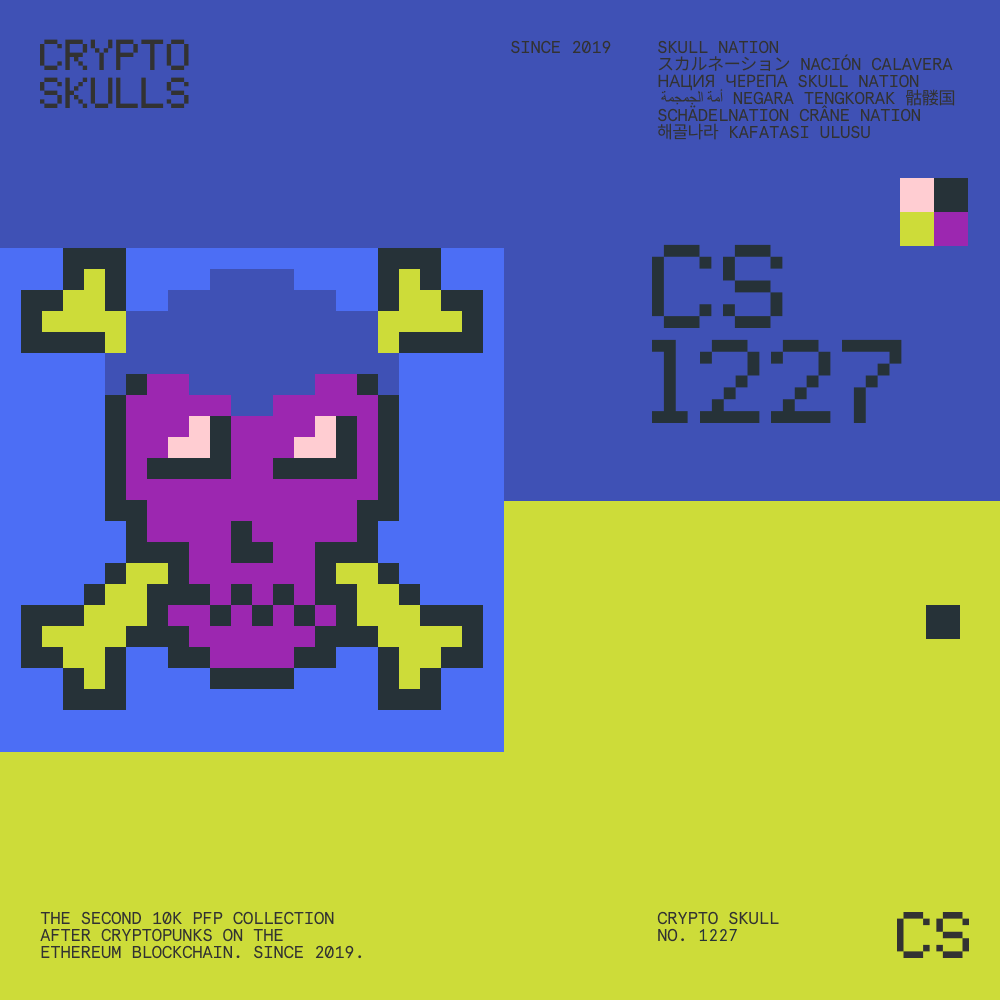 CRYPTO
SKULLS
SINCE 2019
SKULL NATION
スカルネーション NACIÓN CALAVERA
НАЦИЯ ЧЕРЕПА SKULL NATION
أمة الجمجمة NEGARA TENGKORAK 骷髅国
SCHÄDELNATION CRÂNE NATION
해골나라 KAFATASI ULUSU
CS
1227
THE SECOND 10K PFP COLLECTION
AFTER CRYPTOPUNKS ON THE
ETHEREUM BLOCKCHAIN. SINCE 2019.
CRYPTO SKULL
NO. 1227
CS